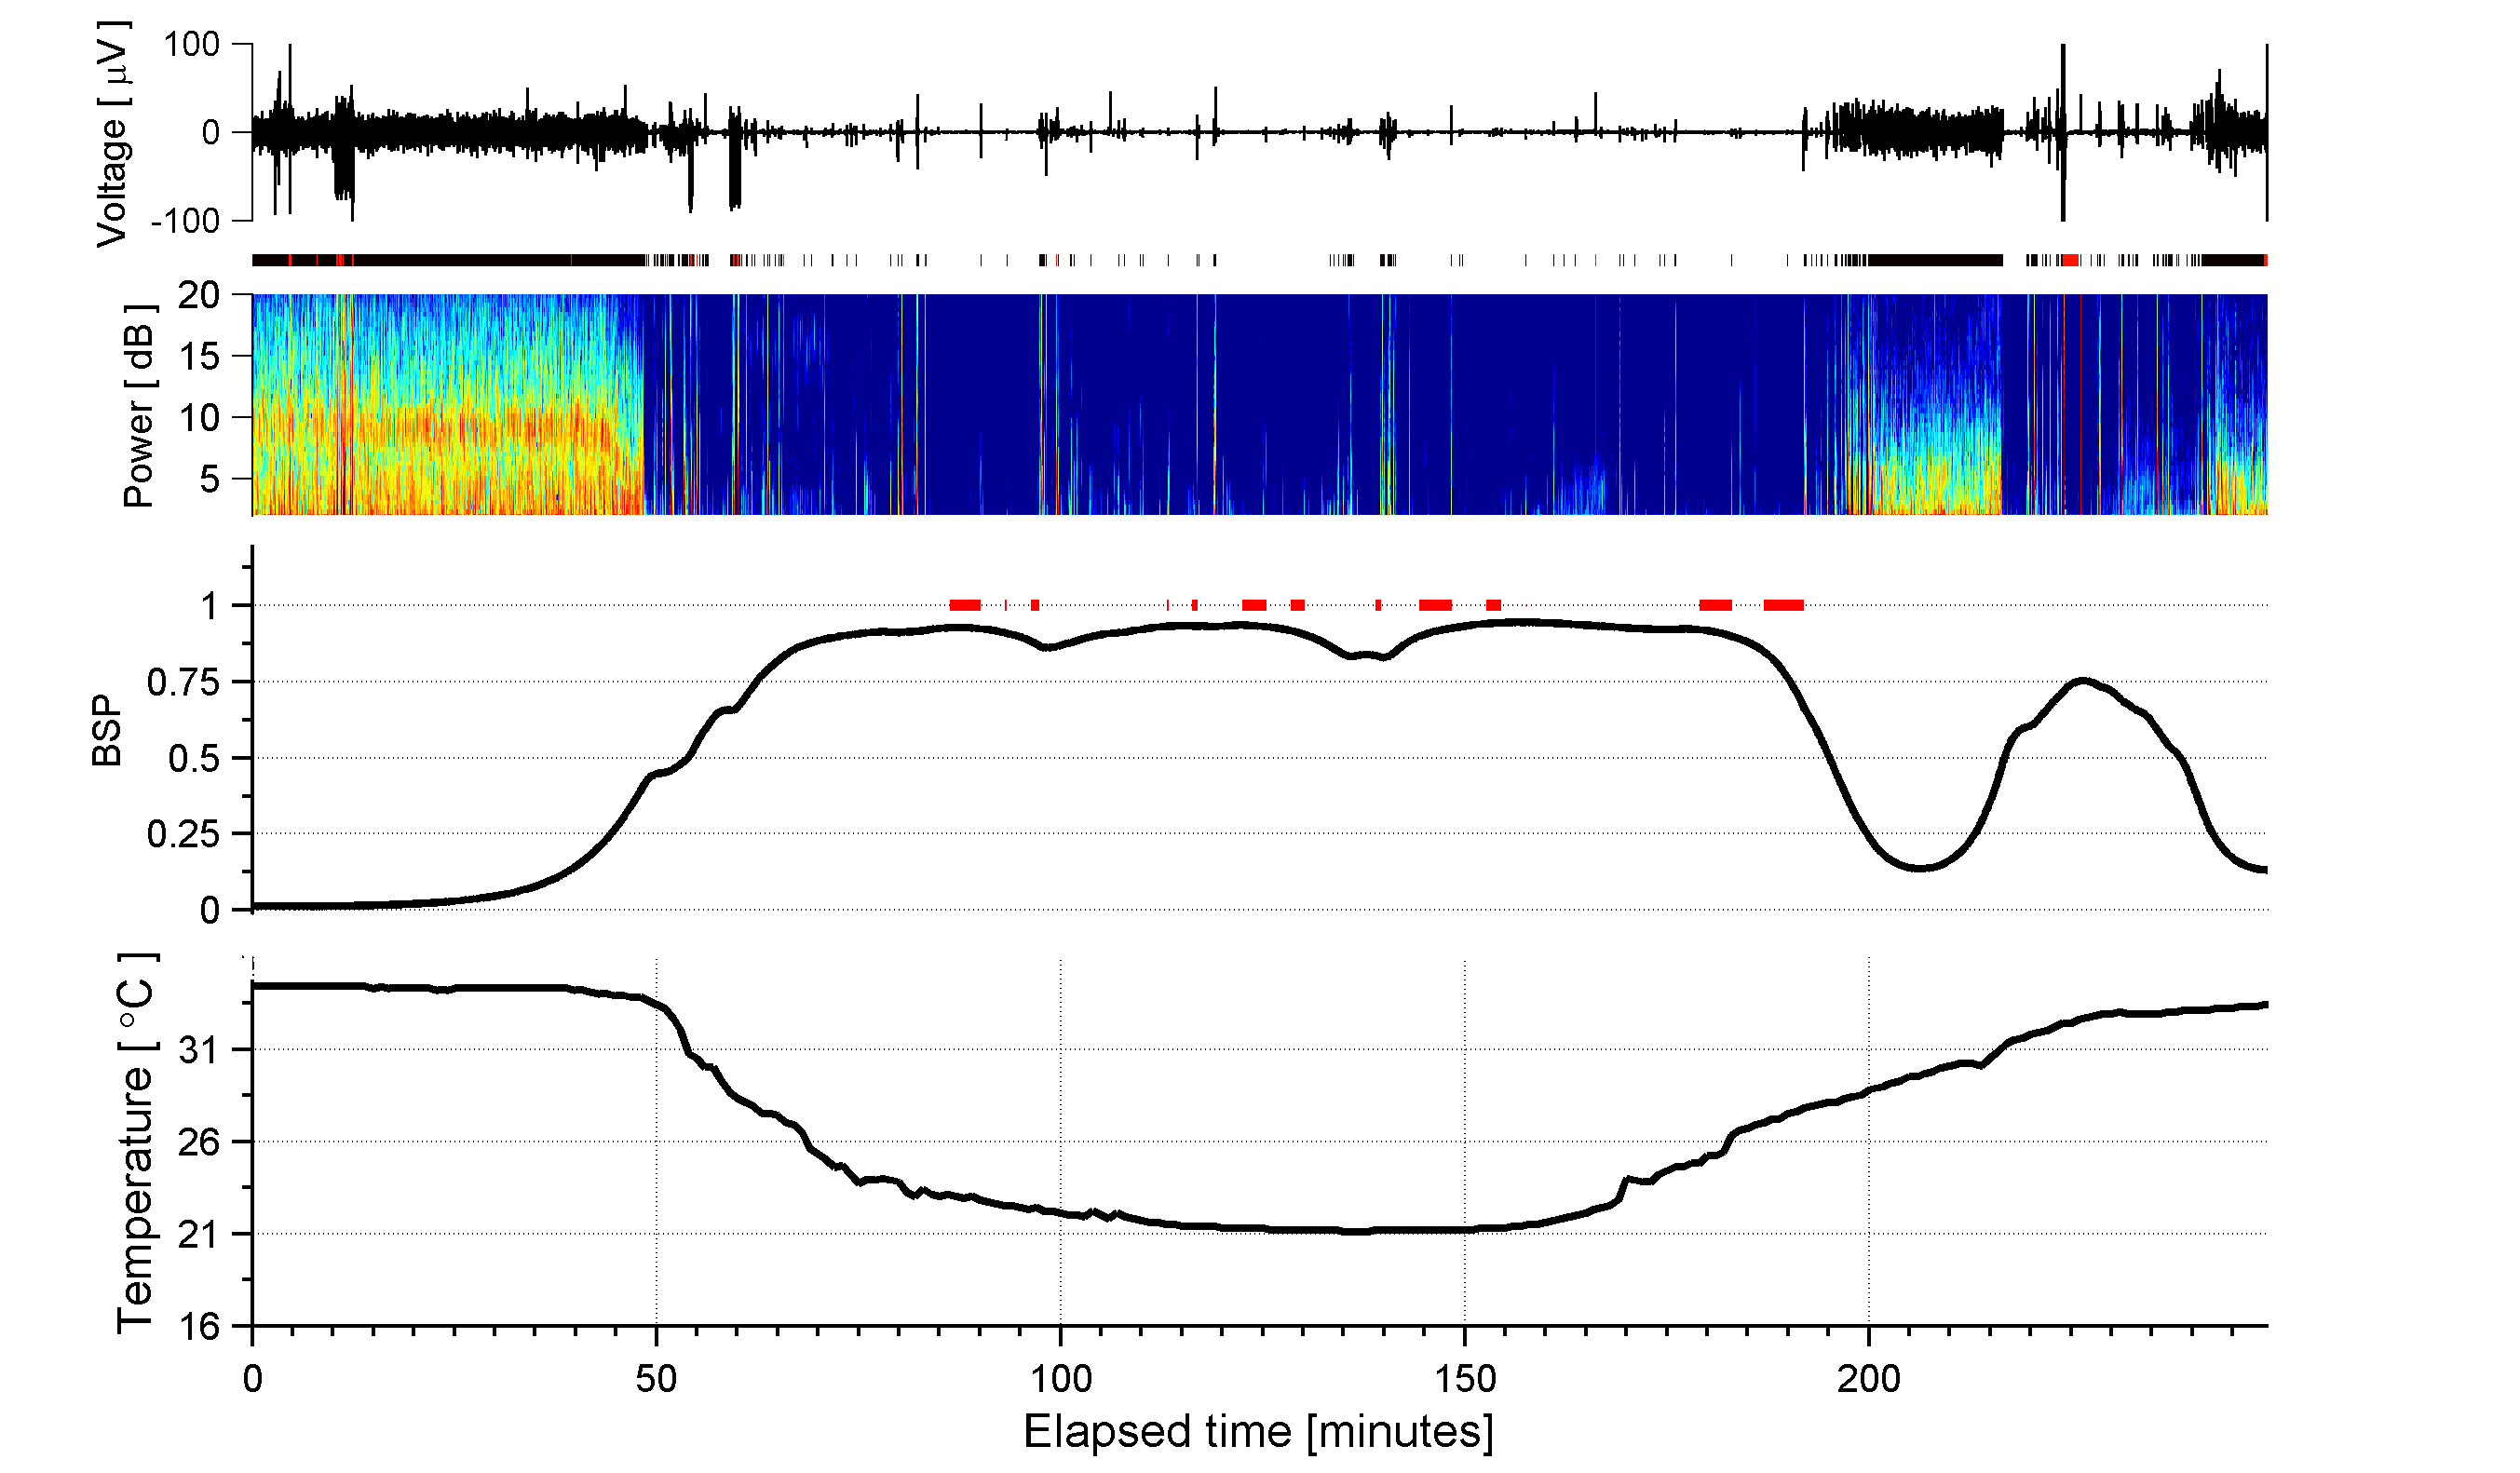 Voltage [ μV ]
100
0
-100
Power [ dB ]
20
15
10
5
BSP
1
0.75
0.5
0.25
0
Temperature [ °C ]
31
26
21
16
0 50 100 150 200
Elapsed time [minutes]